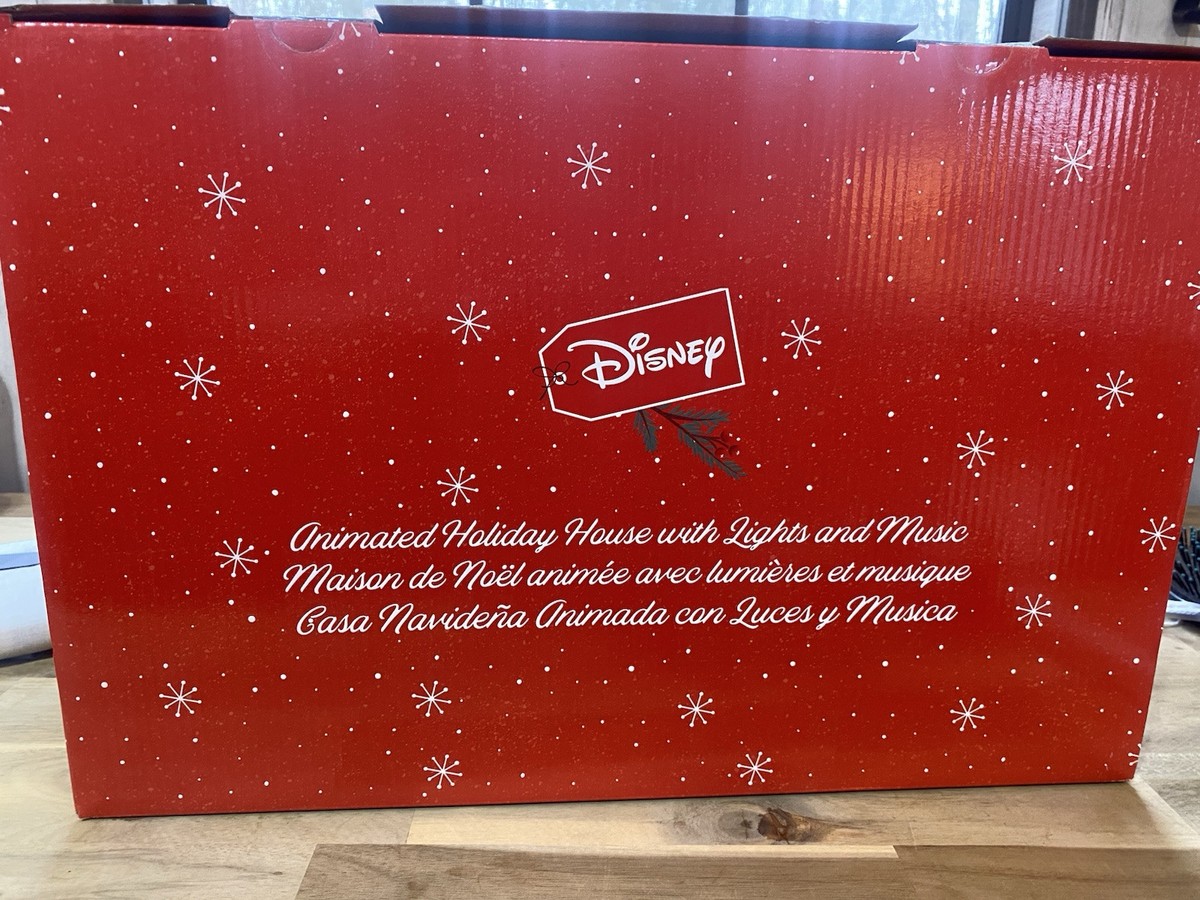 Disney
Animated Holiday House with Lights and Music
Maison de Noël animée avec lumières et musique
Casa Navideña Animada con Luces y Musica